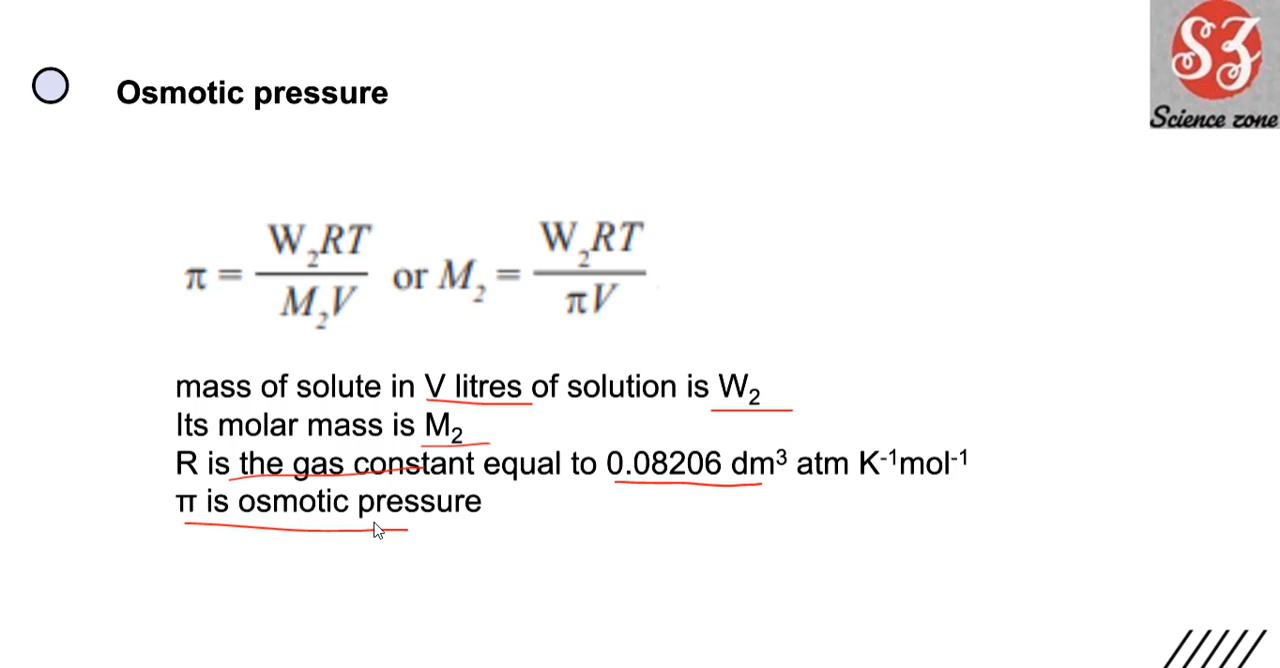 SZ
Science zone
Osmotic pressure
π = W₂RT / M₂V or M₂ = W₂RT / πV
mass of solute in V litres of solution is W₂
Its molar mass is M₂
R is the gas constant equal to 0.08206 dm³ atm K⁻¹mol⁻¹
π is osmotic pressure